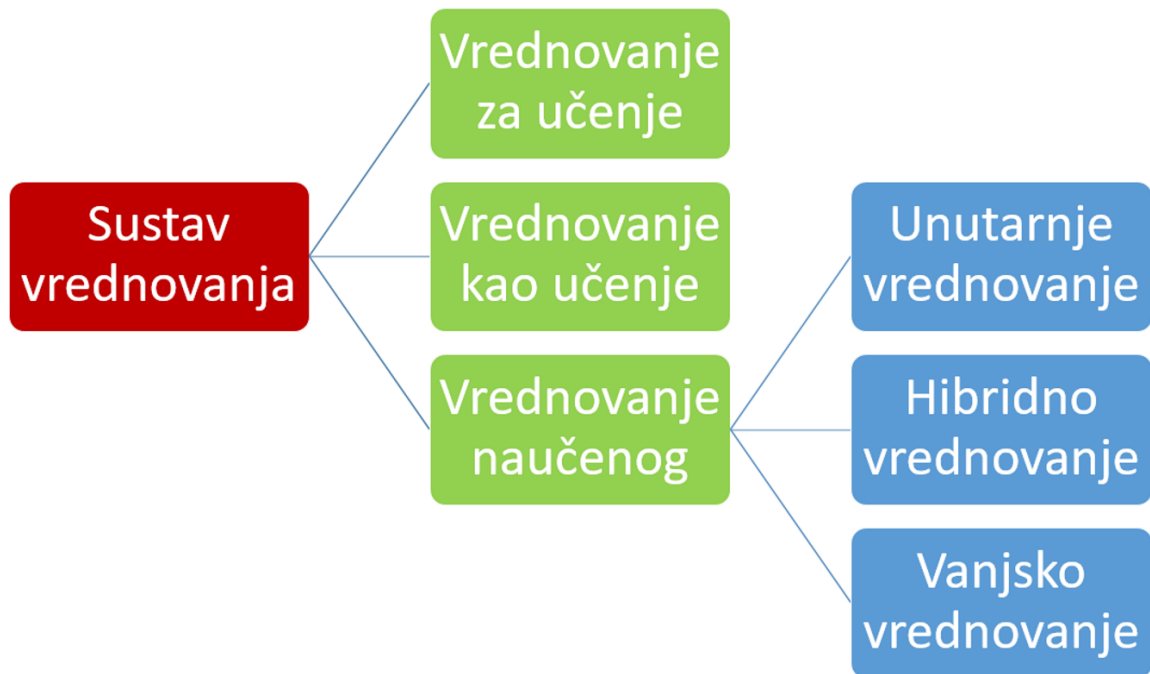 Sustav
vrednovanja
Vrednovanje
za učenje
Vrednovanje
kao učenje
Vrednovanje
naučenog
Unutarnje
vrednovanje
Hibridno
vrednovanje
Vanjsko
vrednovanje